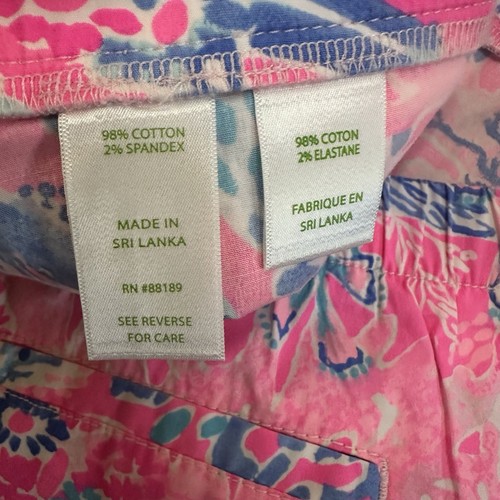 98% COTTON
2% SPANDEX
MADE IN
SRI LANKA
RN #88189
SEE REVERSE
FOR CARE
98% COTON
2% ELASTANE
FABRIQUE EN
SRI LANKA